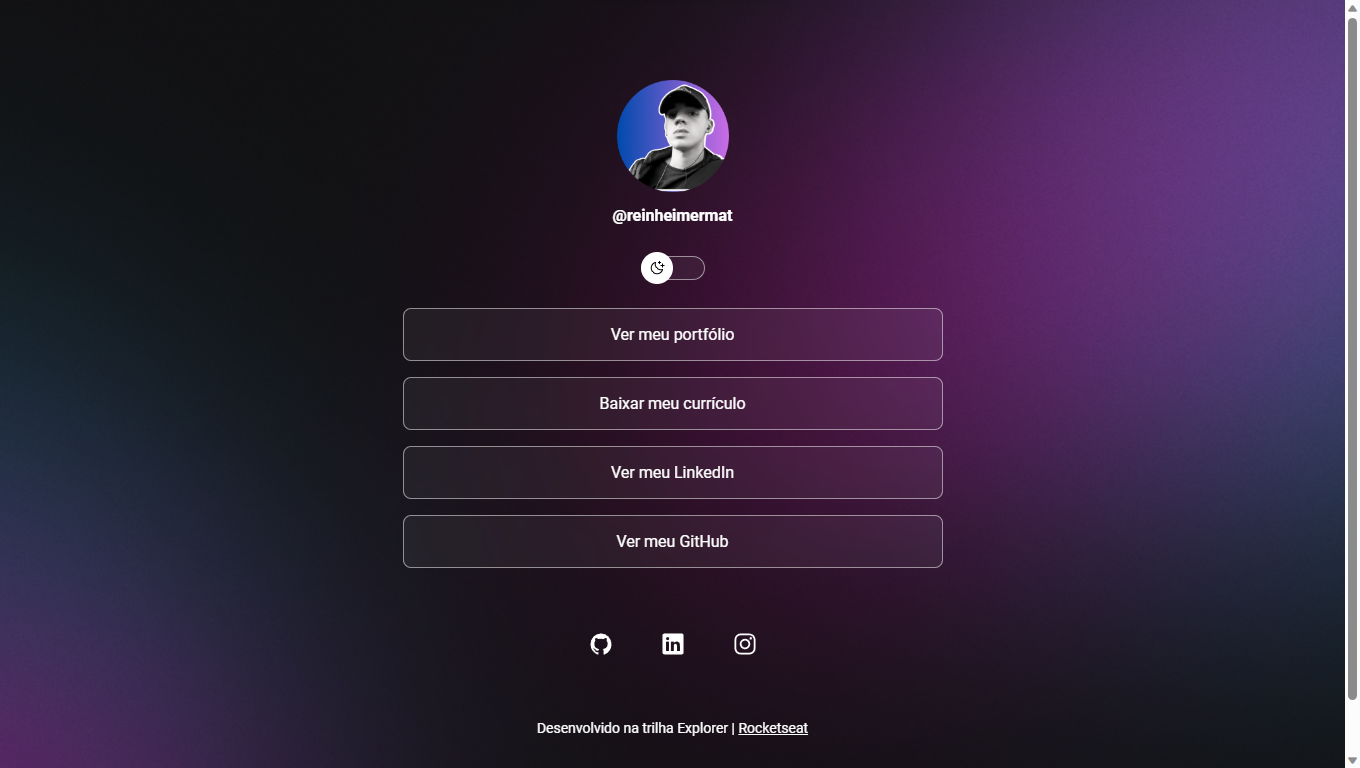 @reinheimermat
Ver meu portfólio
Baixar meu currículo
Ver meu LinkedIn
Ver meu GitHub
Desenvolvido na trilha Explorer | Rocketseat